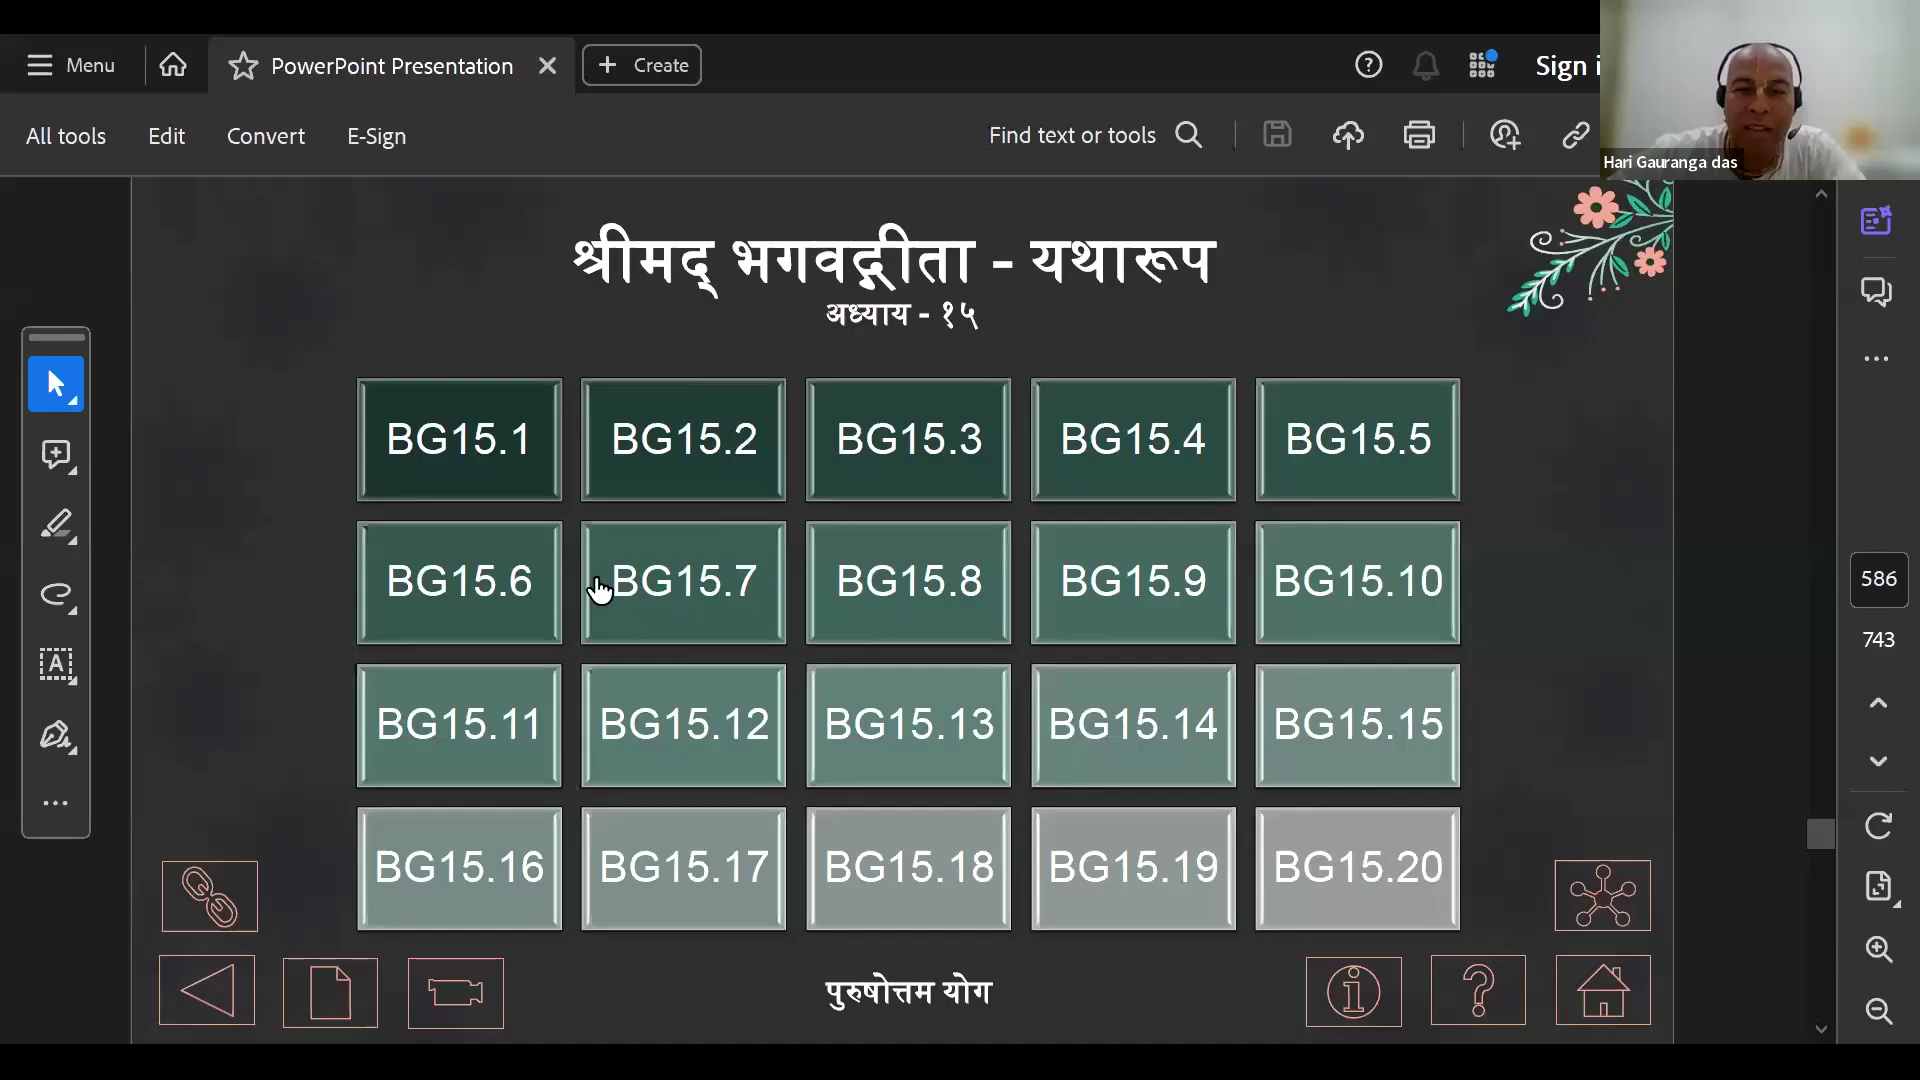 Menu
PowerPoint Presentation
Create
Sign i
All tools
Edit
Convert
E-Sign
Find text or tools
Hari Gauranga das
श्रीमद् भगवद्गीता - यथारूप
अध्याय - १५
BG15.1 BG15.2 BG15.3 BG15.4 BG15.5
BG15.6 BG15.7 BG15.8 BG15.9 BG15.10
BG15.11 BG15.12 BG15.13 BG15.14 BG15.15
BG15.16 BG15.17 BG15.18 BG15.19 BG15.20
पुरुषोत्तम योग
586
743